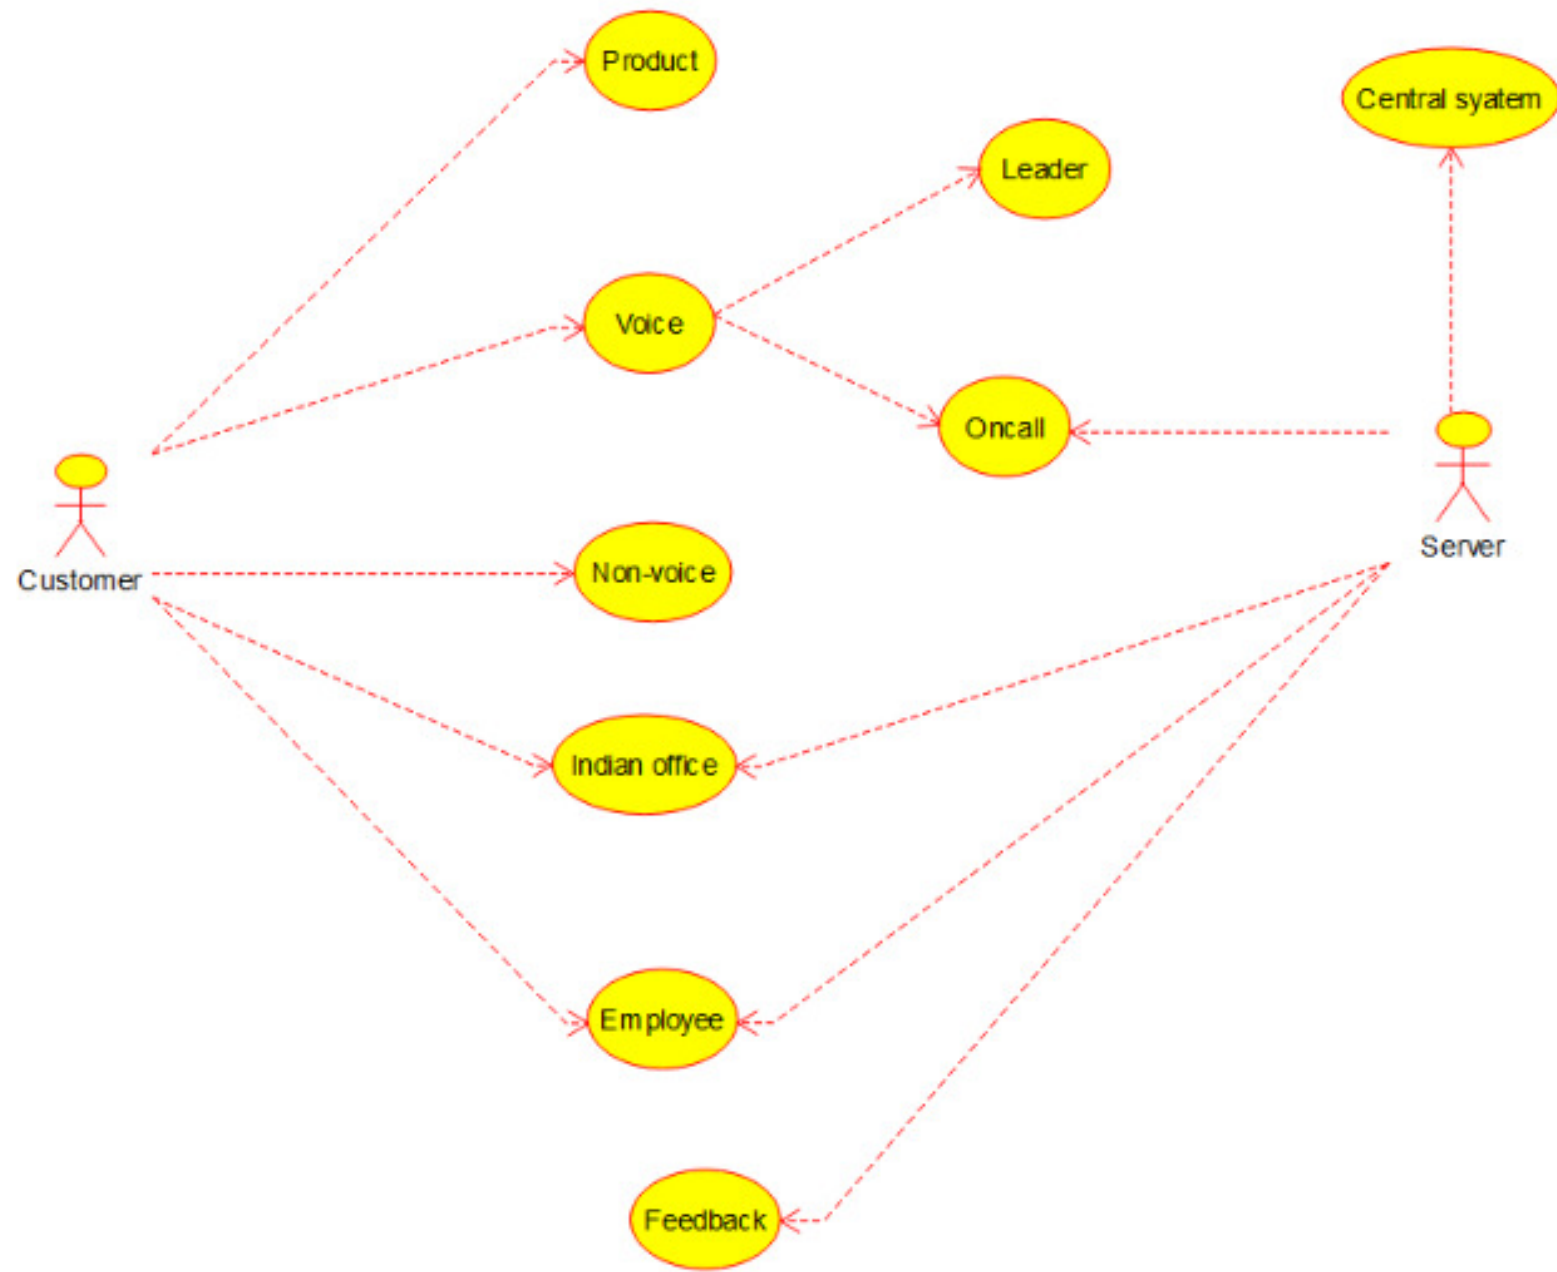 Product
Central syatem
Leader
Voice
Oncall
Server
Customer
Non-voice
Indian office
Employee
Feedback